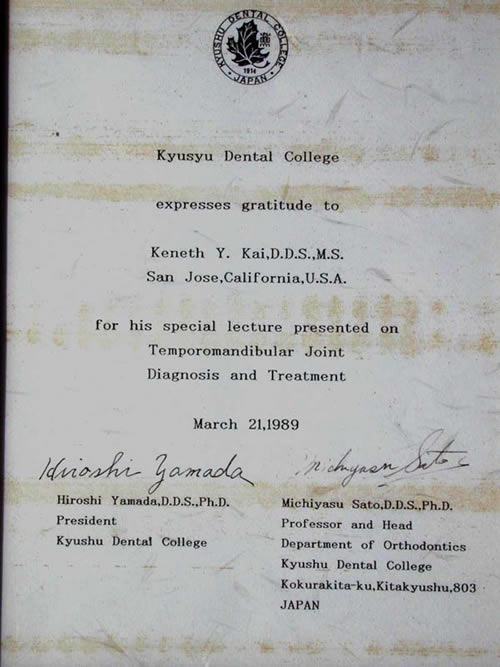 KYUSHU DENTAL COLLEGE
1914
JAPAN
Kyusyu Dental College
expresses gratitude to
Keneth Y. Kai,D.D.S.,M.S.
San Jose,California,U.S.A.
for his special lecture presented on
Temporomandibular Joint
Diagnosis and Treatment
March 21,1989
Hiroshi Yamada
Hiroshi Yamada,D.D.S.,Ph.D.
President
Kyushu Dental College
Michiyasu Sato
Michiyasu Sato,D.D.S.,Ph.D.
Professor and Head
Department of Orthodontics
Kyushu Dental College
Kokurakita-ku,Kitakyushu,803
JAPAN